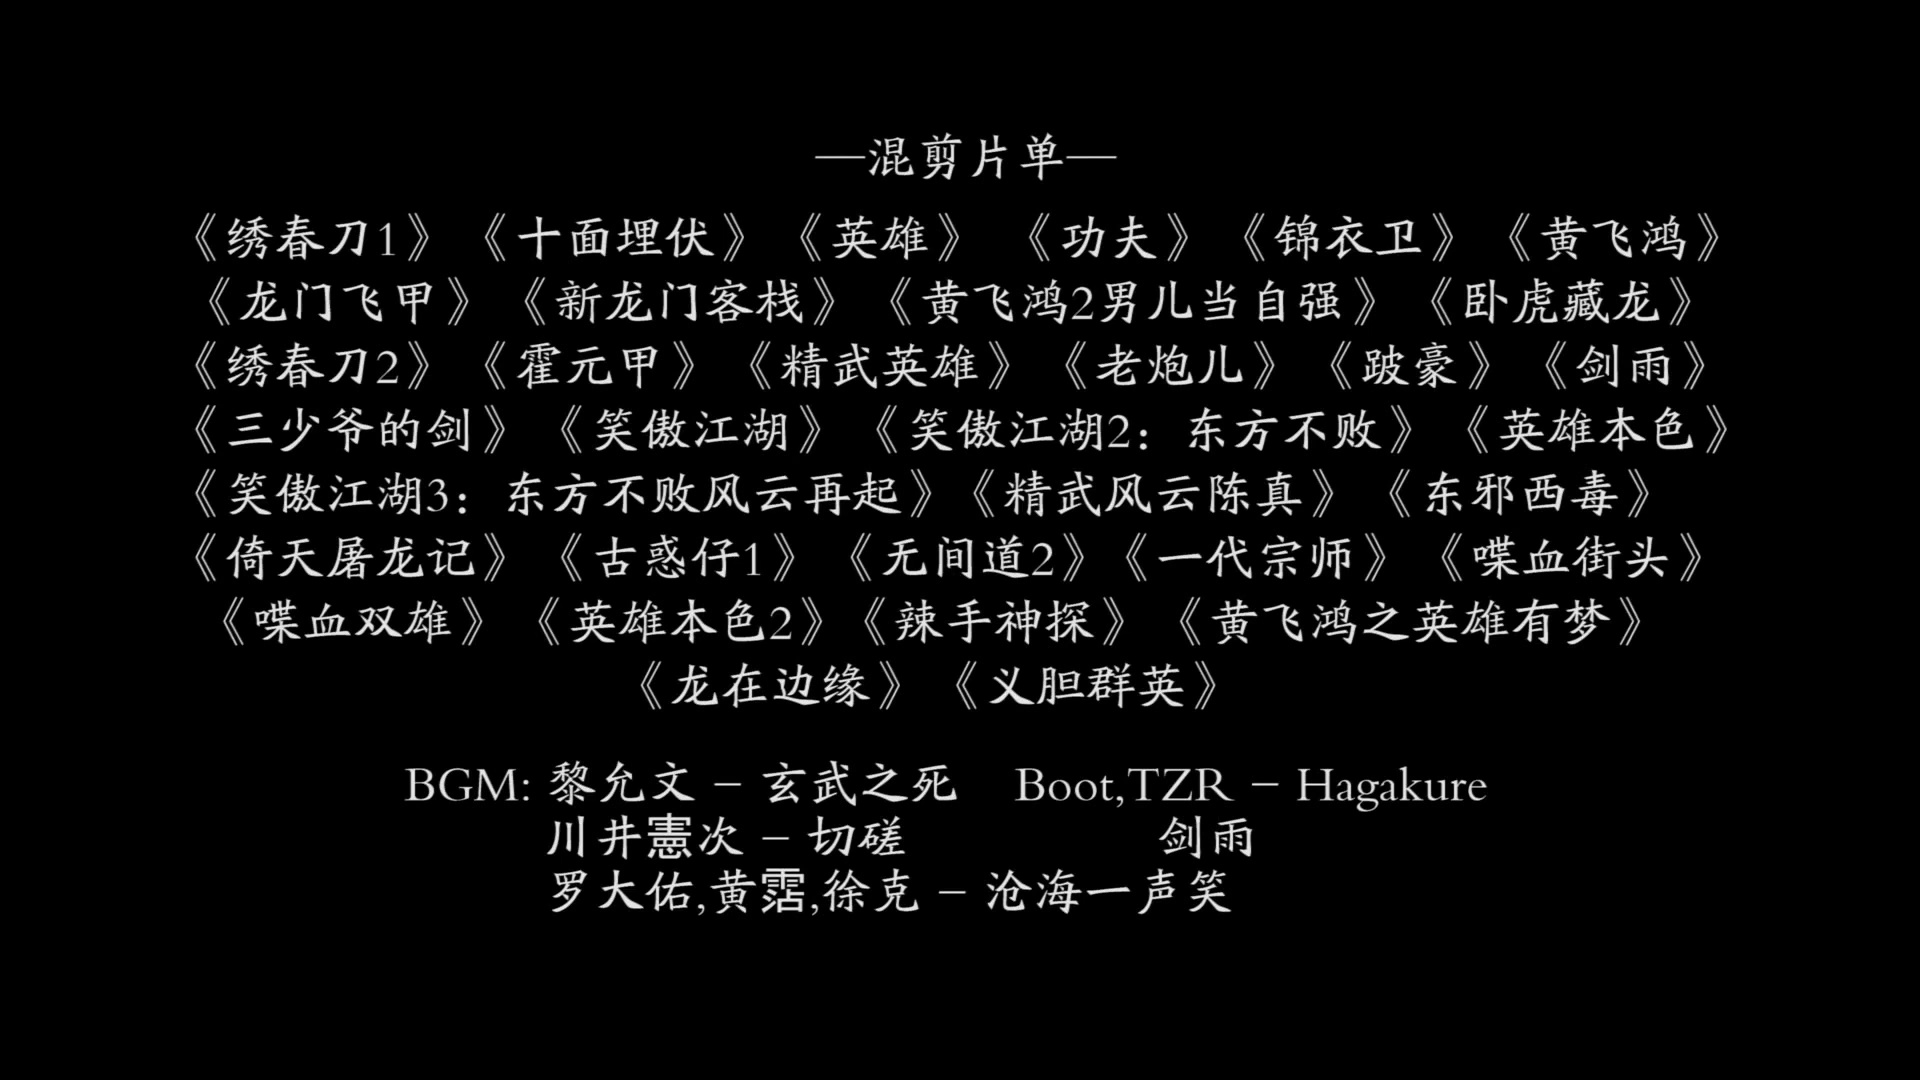 —混剪片单—
《绣春刀1》 《十面埋伏》 《英雄》 《功夫》 《锦衣卫》 《黄飞鸿》
《龙门飞甲》 《新龙门客栈》 《黄飞鸿2男儿当自强》 《卧虎藏龙》
《绣春刀2》 《霍元甲》 《精武英雄》 《老炮儿》 《跛豪》 《剑雨》
《三少爷的剑》 《笑傲江湖》 《笑傲江湖2：东方不败》 《英雄本色》
《笑傲江湖3：东方不败风云再起》 《精武风云陈真》 《东邪西毒》
《倚天屠龙记》 《古惑仔1》 《无间道2》 《一代宗师》 《喋血街头》
《喋血双雄》 《英雄本色2》 《辣手神探》 《黄飞鸿之英雄有梦》
《龙在边缘》 《义胆群英》
BGM: 黎允文 – 玄武之死 Boot,TZR – Hagakure
川井憲次 – 切磋 剑雨
罗大佑,黄霑,徐克 – 沧海一声笑